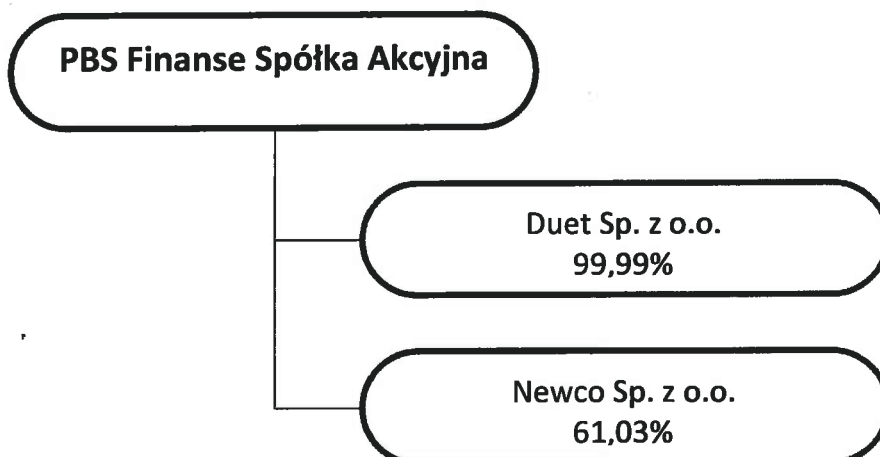 PBS Finanse Spółka Akcyjna
Duet Sp. z o.o.
99,99%
Newco Sp. z o.o.
61,03%